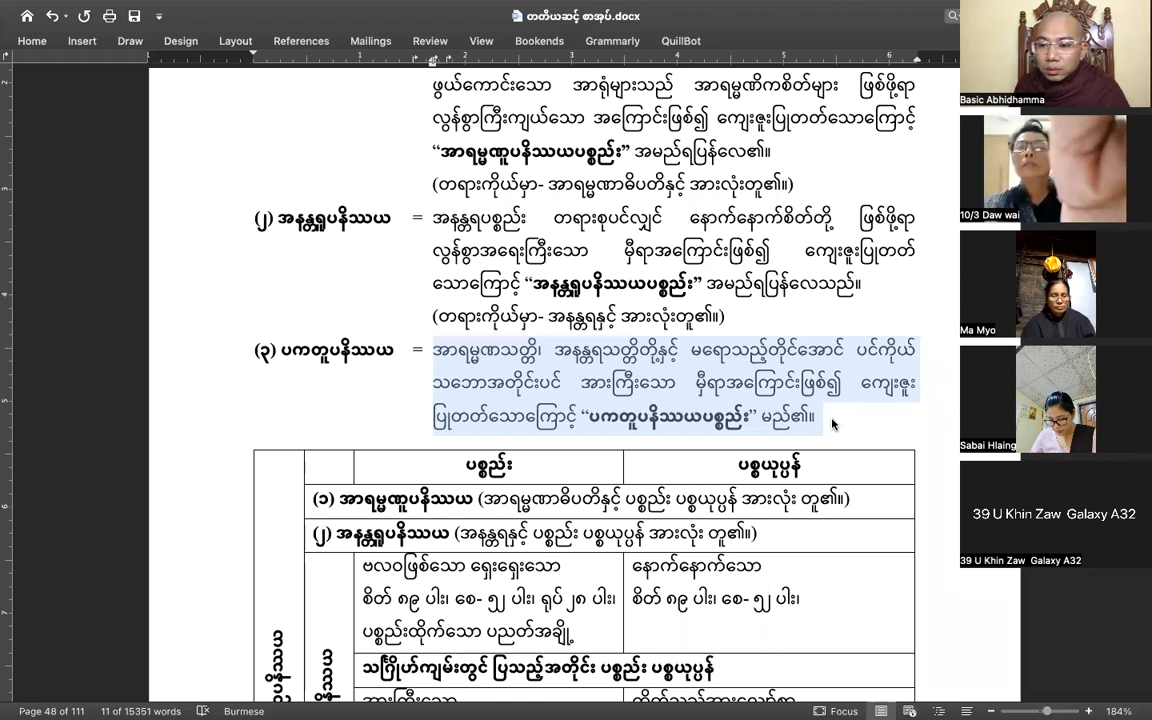 တတိယဆင့် စာအုပ်.docx
Home Insert Draw Design Layout References Mailings Review View Bookends Grammarly QuillBot
ဖွယ်ကောင်းသော အာရုံများသည် အာရမ္မဏိကစိတ်များ ဖြစ်ဖို့ရာ
လွန်စွာကြီးကျယ်သော အကြောင်းဖြစ်၍ ကျေးဇူးပြုတတ်သောကြောင့်
“အာရမ္မဏူပနိဿယပစ္စည်း” အမည်ရပြန်လေ၏။
(တရားကိုယ်မှာ- အာရမ္မဏာဓိပတိနှင့် အားလုံးတူ၏။)
(၂) အနန္တရူပနိဿယ = အနန္တရပစ္စည်း တရားစုပင်လျှင် နောက်နောက်စိတ်တို့ ဖြစ်ဖို့ရာ
လွန်စွာအရေးကြီးသော မှီရာအကြောင်းဖြစ်၍ ကျေးဇူးပြုတတ်
သောကြောင့် “အနန္တရူပနိဿယပစ္စည်း” အမည်ရပြန်လေသည်။
(တရားကိုယ်မှာ- အနန္တရနှင့် အားလုံးတူ၏။)
(၃) ပကတူပနိဿယ = အာရမ္မဏသတ္တိ၊ အနန္တရသတ္တိတို့နှင့် မရောသည့်တိုင်အောင် ပင်ကိုယ်
သဘောအတိုင်းပင် အားကြီးသော မှီရာအကြောင်းဖြစ်၍ ကျေးဇူး
ပြုတတ်သောကြောင့် “ပကတူပနိဿယပစ္စည်း” မည်၏။
ပစ္စည်း ပစ္စယုပ္ပန်
(၁) အာရမ္မဏူပနိဿယ (အာရမ္မဏာဓိပတိနှင့် ပစ္စည်း ပစ္စယုပ္ပန် အားလုံး တူ၏။)
(၂) အနန္တရူပနိဿယ (အနန္တရနှင့် ပစ္စည်း ပစ္စယုပ္ပန် အားလုံး တူ၏။)
ဗလဝဖြစ်သော ရှေးရှေးသော နောက်နောက်သော
စိတ် ၈၉ ပါး၊ စေ- ၅၂ ပါး၊ ရုပ် ၂၈ ပါး၊ စိတ် ၈၉ ပါး၊ စေ- ၅၂ ပါး၊
ပစ္စည်းထိုက်သော ပညတ်အချို့
သင်္ဂြိုဟ်ကျမ်းတွင် ပြသည့်အတိုင်း ပစ္စည်း ပစ္စယုပ္ပန်
Page 48 of 111 11 of 15351 words Burmese Focus 184%
Basic Abhidhamma
10/3 Daw wai
Ma Myo
Sabai Hlaing
39 U Khin Zaw Galaxy A32
39 U Khin Zaw Galaxy A32